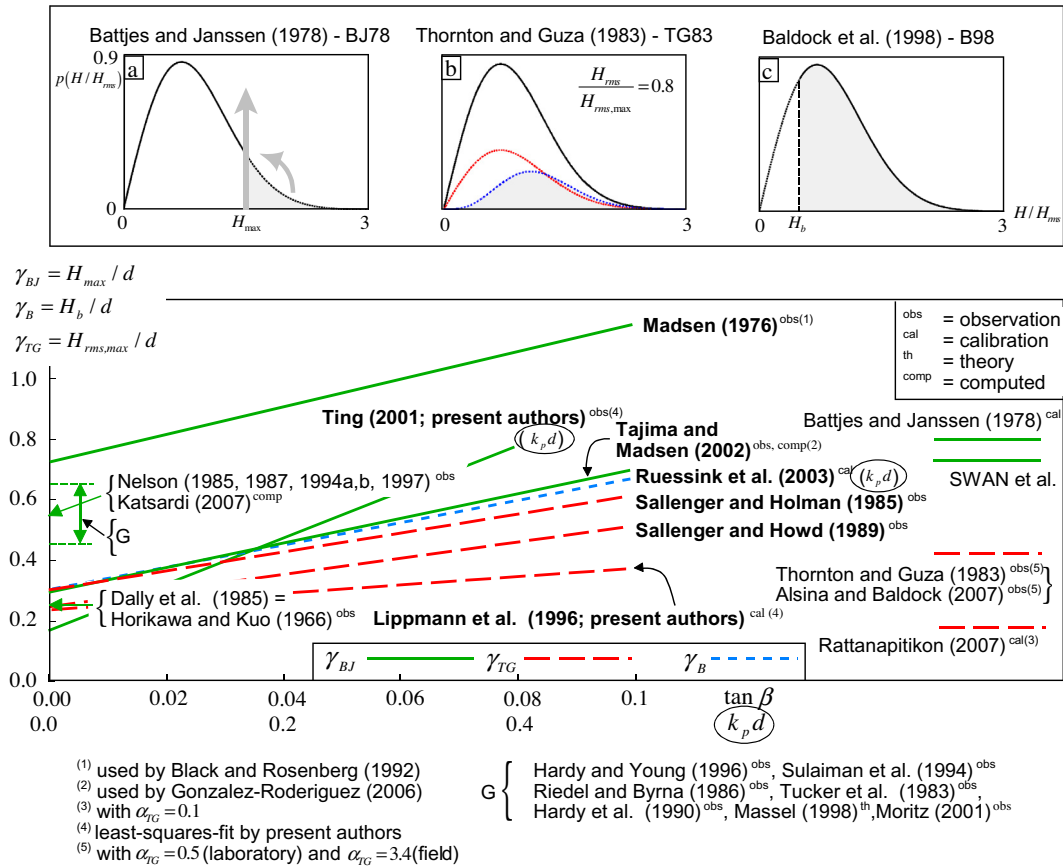 Battjes and Janssen (1978) - BJ78
Thornton and Guza (1983) - TG83
Baldock et al. (1998) - B98
0.9
p(H/H_rms)
a
0
0
H_max
3
b
H_rms / H_rms,max = 0.8
0
3
c
0
H_b
3
H/H_rms
γ_BJ = H_max / d
γ_B = H_b / d
γ_TG = H_rms,max / d
1.0
0.8
0.6
0.4
0.2
0.0
Madsen (1976)^obs(1)
obs = observation
cal = calibration
th = theory
comp = computed
Ting (2001; present authors)^obs(4)
(k_p d)
Tajima and
Madsen (2002)^obs, comp(2)
Battjes and Janssen (1978)^cal
SWAN et al.
Nelson (1985, 1987, 1994a,b, 1997)^obs
Katsardi (2007)^comp
G
Ruessink et al. (2003)^cal (k_p d)
Sallenger and Holman (1985)^obs
Sallenger and Howd (1989)^obs
Thornton and Guza (1983)^obs(5)
Alsina and Baldock (2007)^obs(5)
Dally et al. (1985) =
Horikawa and Kuo (1966)^obs
Lippmann et al. (1996; present authors)^cal (4)
Rattanapitikon (2007)^cal(3)
γ_BJ γ_TG γ_B
0.00 0.02 0.04 0.06 0.08 0.1 tan β
0.0 0.2 0.4 k_p d
(1) used by Black and Rosenberg (1992)
(2) used by Gonzalez-Roderiguez (2006)
(3) with α_TG = 0.1
(4) least-squares-fit by present authors
(5) with α_TG = 0.5 (laboratory) and α_TG = 3.4 (field)
G { Hardy and Young (1996)^obs, Sulaiman et al. (1994)^obs
Riedel and Byrna (1986)^obs, Tucker et al. (1983)^obs,
Hardy et al. (1990)^obs, Massel (1998)^th,Moritz (2001)^obs